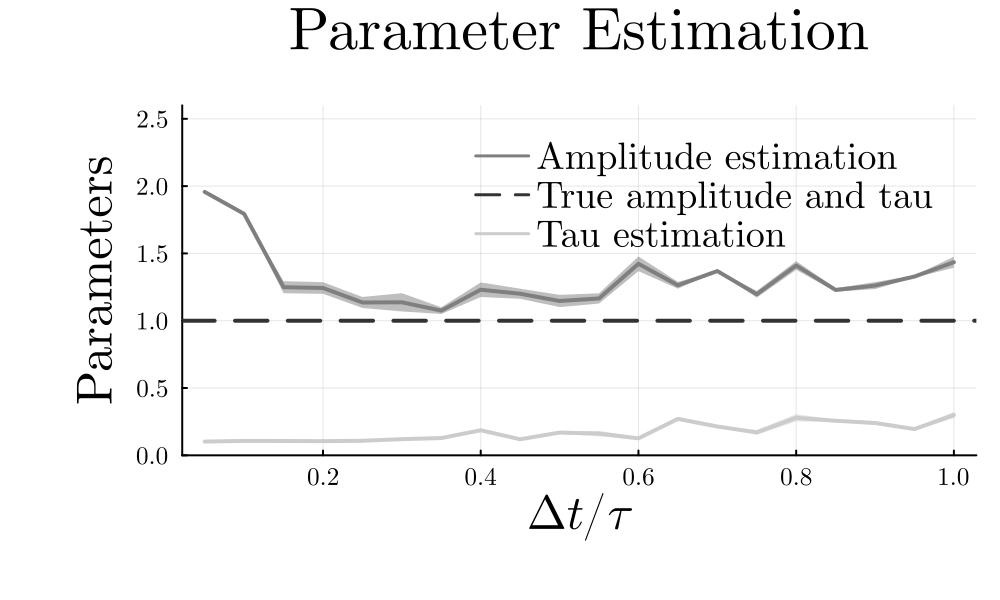 Parameter Estimation
2.5
2.0
1.5
1.0
0.5
0.0
Parameters
Amplitude estimation
True amplitude and tau
Tau estimation
0.2 0.4 0.6 0.8 1.0
Δt/τ